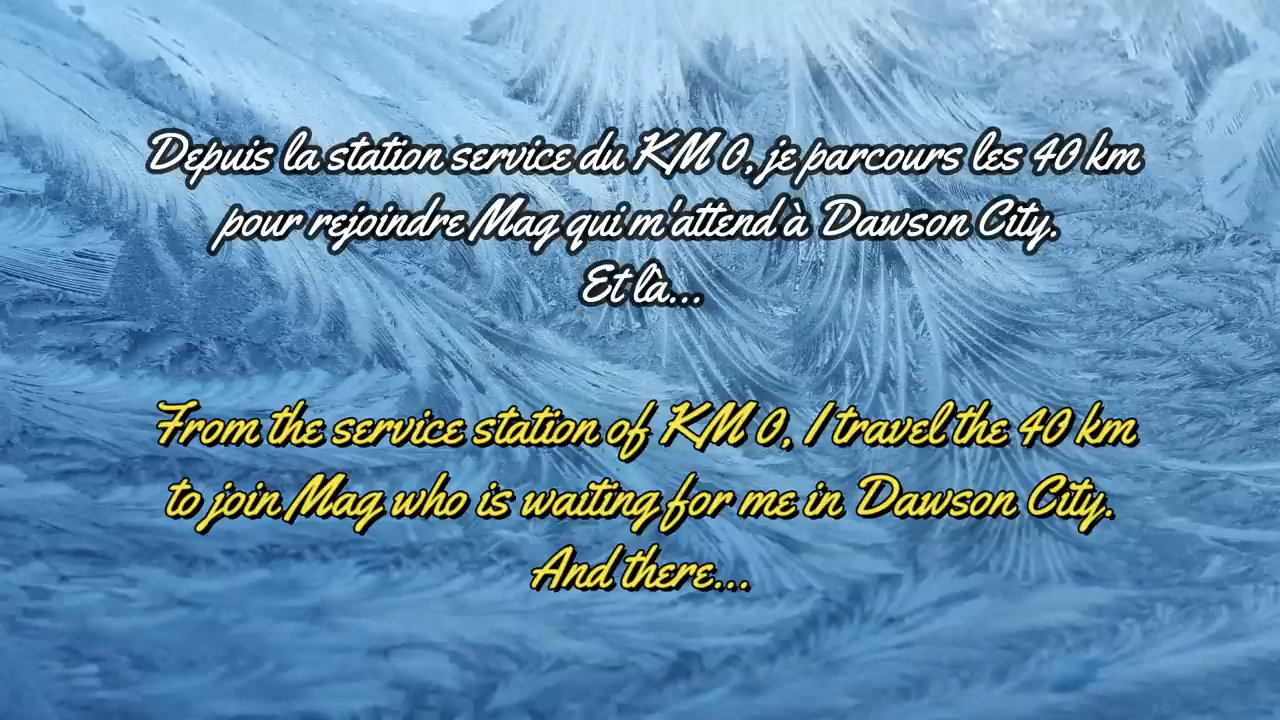 Depuis la station service du KM 0, je parcours les 40 km
pour rejoindre Mag qui m'attend à Dawson City.
Et là...
From the service station of KM 0, I travel the 40 km
to join Mag who is waiting for me in Dawson City.
And there...